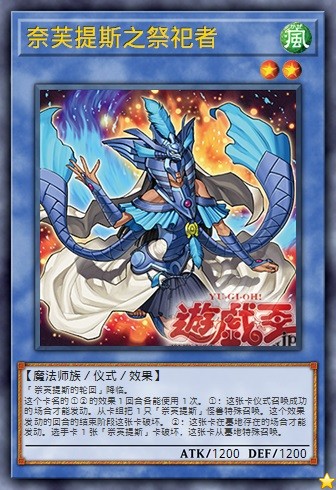 奈芙提斯之祭祀者
風
YU-GI-OH!
遊戯王
【魔法师族/仪式/效果】
「奈芙提斯的轮回」降临。
这个卡名的①②的效果1回合各能使用1次。①：这张卡仪式召唤成功
的场合才能发动。从卡组把1只「奈芙提斯」怪兽特殊召唤。这个效果
发动的回合的结束阶段这张卡破坏。②：这张卡在墓地存在的场合才能
发动。选手卡1张「奈芙提斯」卡破坏。这张卡从墓地特殊召唤。
ATK/1200 DEF/1200